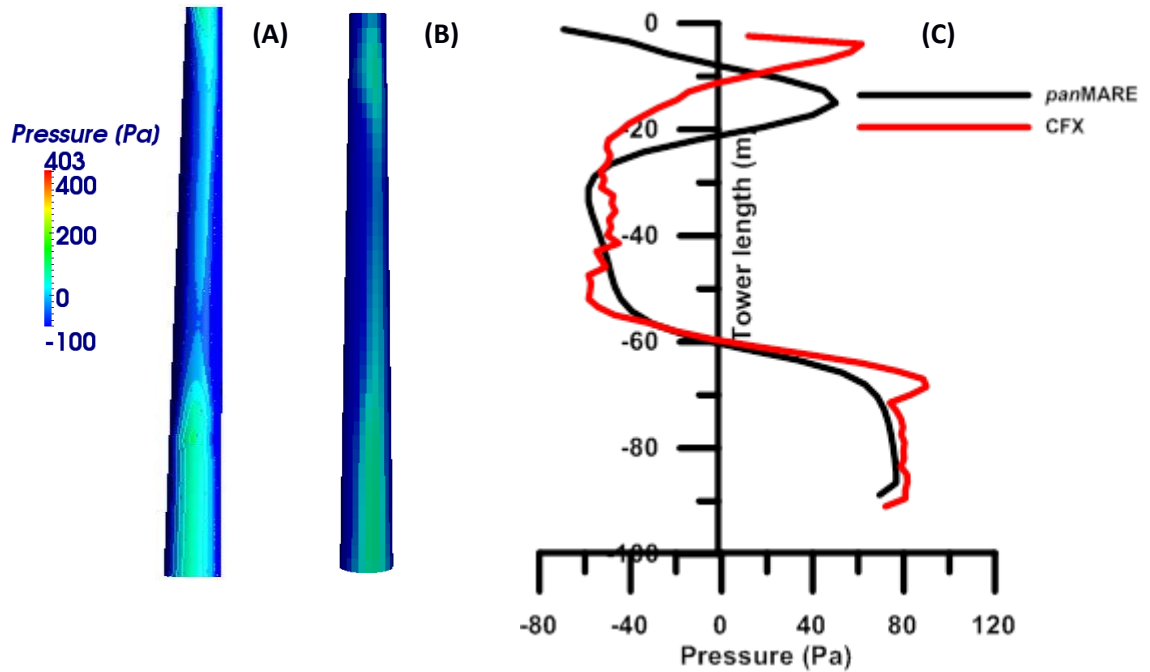 (A)
(B)
(C)
Pressure (Pa)
403
400
200
0
-100
0
-20
-40
-60
-80
-100
Tower length (m)
panMARE
CFX
-80 -40 0 40 80 120
Pressure (Pa)